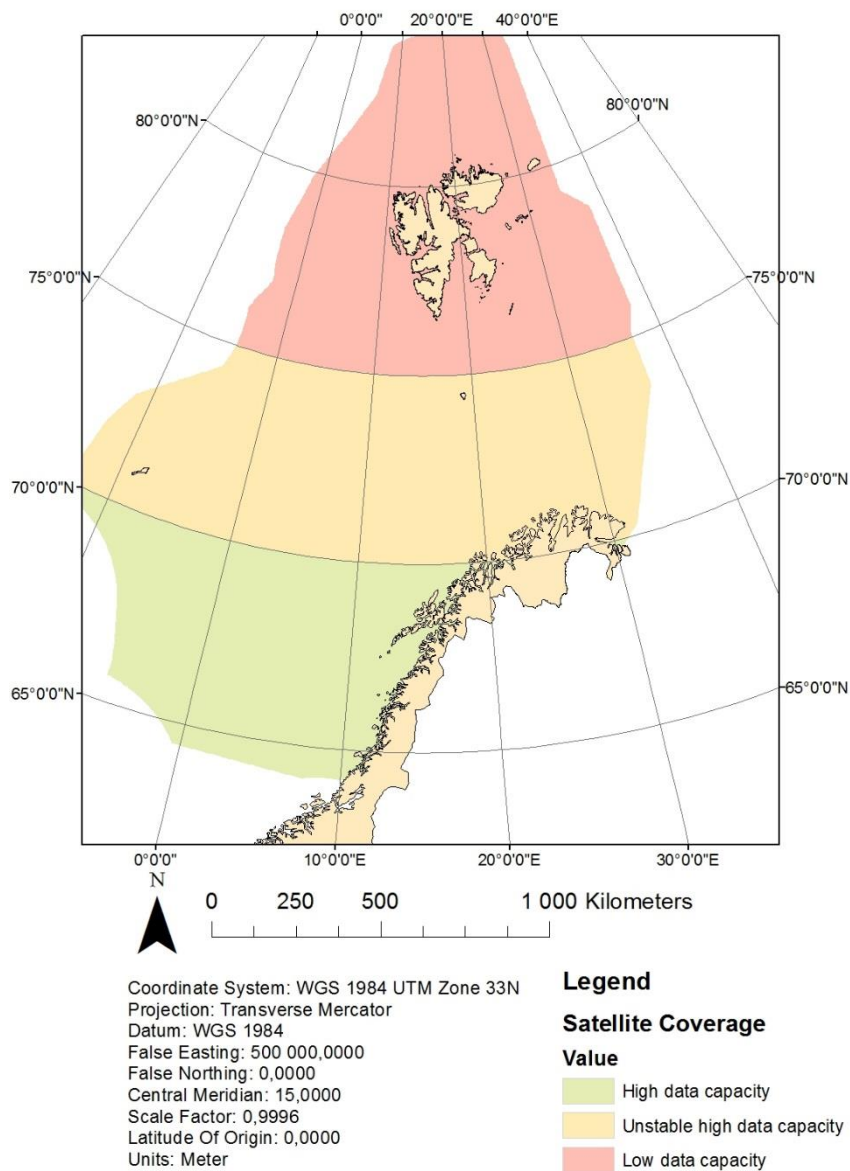 0°0'0"E 20°0'0"E 40°0'0"E
80°0'0"N
80°0'0"N
75°0'0"N
75°0'0"N
70°0'0"N
70°0'0"N
65°0'0"N
65°0'0"N
0°0'0" 10°0'0"E 20°0'0"E 30°0'0"E
N
0 250 500 1 000 Kilometers
Coordinate System: WGS 1984 UTM Zone 33N
Projection: Transverse Mercator
Datum: WGS 1984
False Easting: 500 000,0000
False Northing: 0,0000
Central Meridian: 15,0000
Scale Factor: 0,9996
Latitude Of Origin: 0,0000
Units: Meter
Legend
Satellite Coverage
Value
High data capacity
Unstable high data capacity
Low data capacity